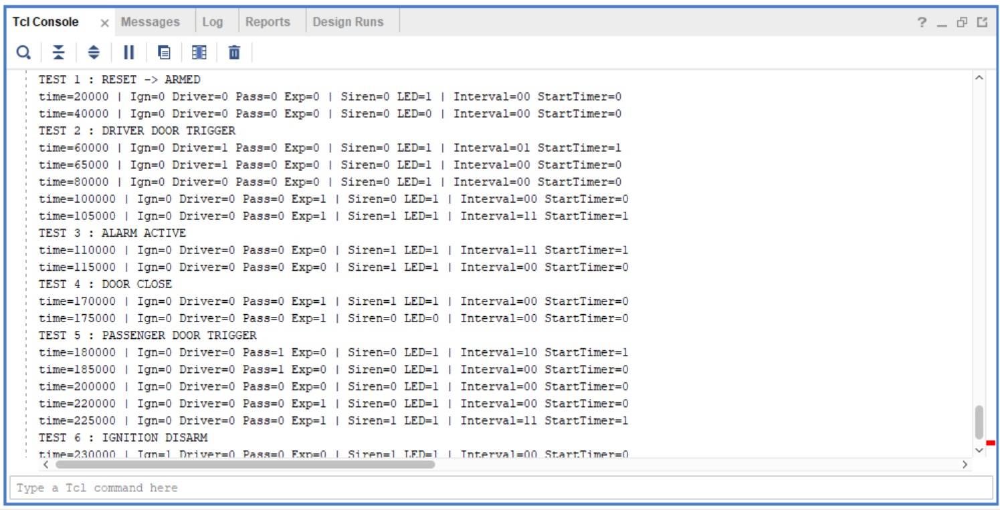 Tcl Console × Messages Log Reports Design Runs ?
TEST 1 : RESET -> ARMED
time=20000 | Ign=0 Driver=0 Pass=0 Exp=0 | Siren=0 LED=1 | Interval=00 StartTimer=0
time=40000 | Ign=0 Driver=0 Pass=0 Exp=0 | Siren=0 LED=0 | Interval=00 StartTimer=0
TEST 2 : DRIVER DOOR TRIGGER
time=60000 | Ign=0 Driver=1 Pass=0 Exp=0 | Siren=0 LED=1 | Interval=01 StartTimer=1
time=65000 | Ign=0 Driver=1 Pass=0 Exp=0 | Siren=0 LED=1 | Interval=00 StartTimer=0
time=80000 | Ign=0 Driver=0 Pass=0 Exp=0 | Siren=0 LED=1 | Interval=00 StartTimer=0
time=100000 | Ign=0 Driver=0 Pass=0 Exp=1 | Siren=0 LED=1 | Interval=00 StartTimer=0
time=105000 | Ign=0 Driver=0 Pass=0 Exp=1 | Siren=1 LED=1 | Interval=11 StartTimer=1
TEST 3 : ALARM ACTIVE
time=110000 | Ign=0 Driver=0 Pass=0 Exp=0 | Siren=1 LED=1 | Interval=11 StartTimer=1
time=115000 | Ign=0 Driver=0 Pass=0 Exp=0 | Siren=1 LED=1 | Interval=00 StartTimer=0
TEST 4 : DOOR CLOSE
time=170000 | Ign=0 Driver=0 Pass=0 Exp=1 | Siren=1 LED=1 | Interval=00 StartTimer=0
time=175000 | Ign=0 Driver=0 Pass=0 Exp=1 | Siren=0 LED=0 | Interval=00 StartTimer=0
TEST 5 : PASSENGER DOOR TRIGGER
time=180000 | Ign=0 Driver=0 Pass=1 Exp=0 | Siren=0 LED=1 | Interval=10 StartTimer=1
time=185000 | Ign=0 Driver=0 Pass=1 Exp=0 | Siren=0 LED=1 | Interval=00 StartTimer=0
time=200000 | Ign=0 Driver=0 Pass=0 Exp=0 | Siren=0 LED=1 | Interval=00 StartTimer=0
time=220000 | Ign=0 Driver=0 Pass=0 Exp=1 | Siren=0 LED=1 | Interval=00 StartTimer=0
time=225000 | Ign=0 Driver=0 Pass=0 Exp=1 | Siren=1 LED=1 | Interval=11 StartTimer=1
TEST 6 : IGNITION DISARM
time=230000 | Ign=1 Driver=0 Pass=0 Exp=0 | Siren=1 LED=1 | Interval=00 StartTimer=0
Type a Tcl command here